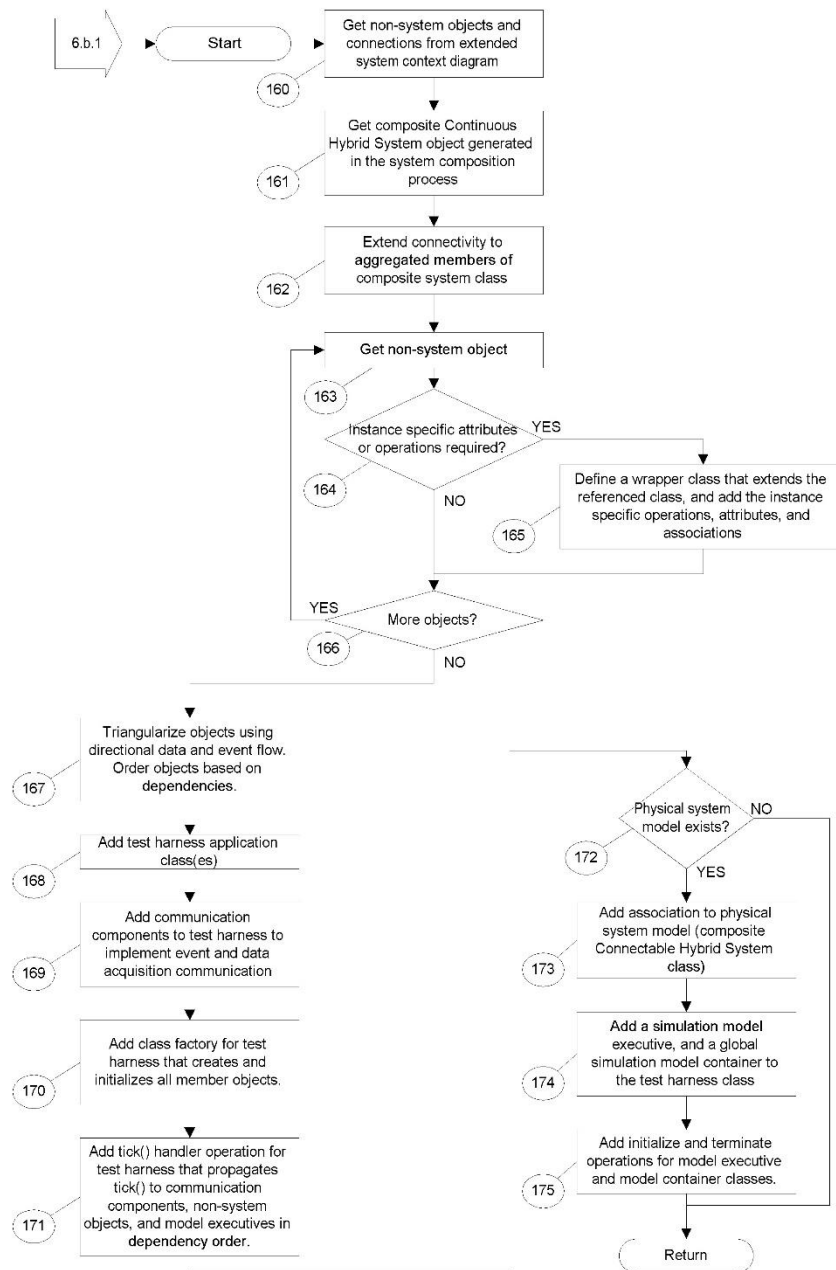 6.b.1
Start
Get non-system objects and
connections from extended
system context diagram
160
Get composite Continuous
Hybrid System object generated
in the system composition
process
161
Extend connectivity to
aggregated members of
composite system class
162
Get non-system object
163
Instance specific attributes
or operations required?
YES
164
NO
Define a wrapper class that extends the
referenced class, and add the instance
specific operations, attributes, and
associations
165
YES
More objects?
166
NO
Triangularize objects using
directional data and event flow.
Order objects based on
dependencies.
167
Add test harness application
class(es)
168
Add communication
components to test harness to
implement event and data
acquisition communication
169
Add class factory for test
harness that creates and
initializes all member objects.
170
Add tick() handler operation for
test harness that propagates
tick() to communication
components, non-system
objects, and model executives in
dependency order.
171
Physical system
model exists?
NO
172
YES
Add association to physical
system model (composite
Connectable Hybrid System
class)
173
Add a simulation model
executive, and a global
simulation model container to
the test harness class
174
Add initialize and terminate
operations for model executive
and model container classes.
175
Return